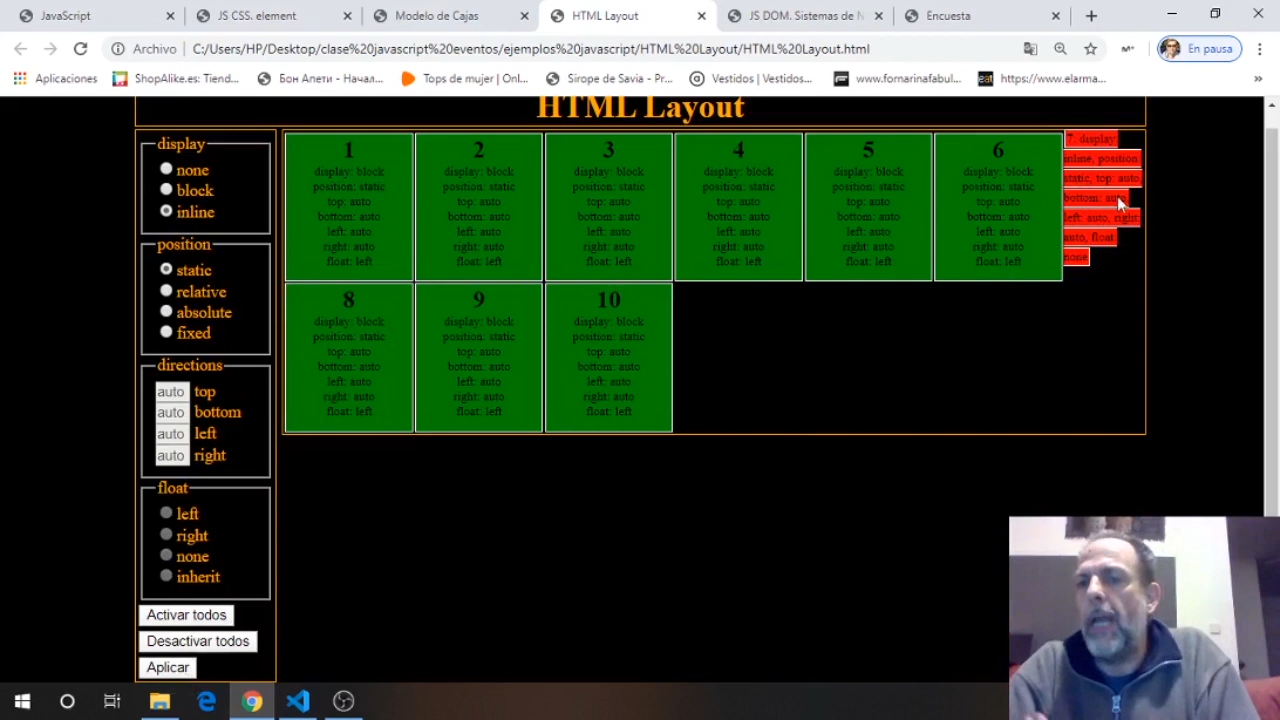 JavaScript
JS CSS. element
Modelo de Cajas
HTML Layout
JS DOM. Sistemas de N
Encuesta
Archivo
C:/Users/HP/Desktop/clase%20javascript%20eventos/ejemplos%20javascript/HTML%20Layout/HTML%20Layout.html
En pausa
Aplicaciones
ShopAlike.es: Tiend...
Бон Апети - Начал...
Tops de mujer | Onl...
Sirope de Savia - Pr...
Vestidos | Vestidos...
www.fornarinafabul...
eat
https://www.elarma...
»
HTML Layout
display
none
block
inline
position
static
relative
absolute
fixed
directions
auto top
auto bottom
auto left
auto right
float
left
right
none
inherit
Activar todos
Desactivar todos
Aplicar
1
display: block
position: static
top: auto
bottom: auto
left: auto
right: auto
float: left
2
display: block
position: static
top: auto
bottom: auto
left: auto
right: auto
float: left
3
display: block
position: static
top: auto
bottom: auto
left: auto
right: auto
float: left
4
display: block
position: static
top: auto
bottom: auto
left: auto
right: auto
float: left
5
display: block
position: static
top: auto
bottom: auto
left: auto
right: auto
float: left
6
display: block
position: static
top: auto
bottom: auto
left: auto
right: auto
float: left
7: display:
inline, position:
static, top: auto,
bottom: auto,
left: auto, right:
auto, float:
none
8
display: block
position: static
top: auto
bottom: auto
left: auto
right: auto
float: left
9
display: block
position: static
top: auto
bottom: auto
left: auto
right: auto
float: left
10
display: block
position: static
top: auto
bottom: auto
left: auto
right: auto
float: left